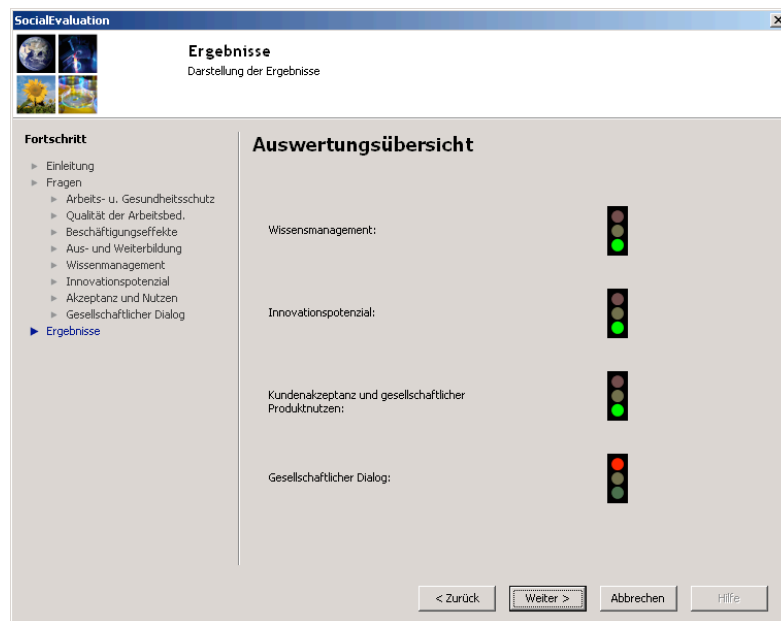 SocialEvaluation
Ergebnisse
Darstellung der Ergebnisse
Fortschritt
Einleitung
Fragen
Arbeits- u. Gesundheitsschutz
Qualität der Arbeitsbed.
Beschäftigungseffekte
Aus- und Weiterbildung
Wissenmanagement
Innovationspotenzial
Akzeptanz und Nutzen
Gesellschaftlicher Dialog
Ergebnisse
Auswertungsübersicht
Wissensmanagement:
Innovationspotenzial:
Kundenakzeptanz und gesellschaftlicher
Produktnutzen:
Gesellschaftlicher Dialog:
< Zurück
Weiter >
Abbrechen
Hilfe